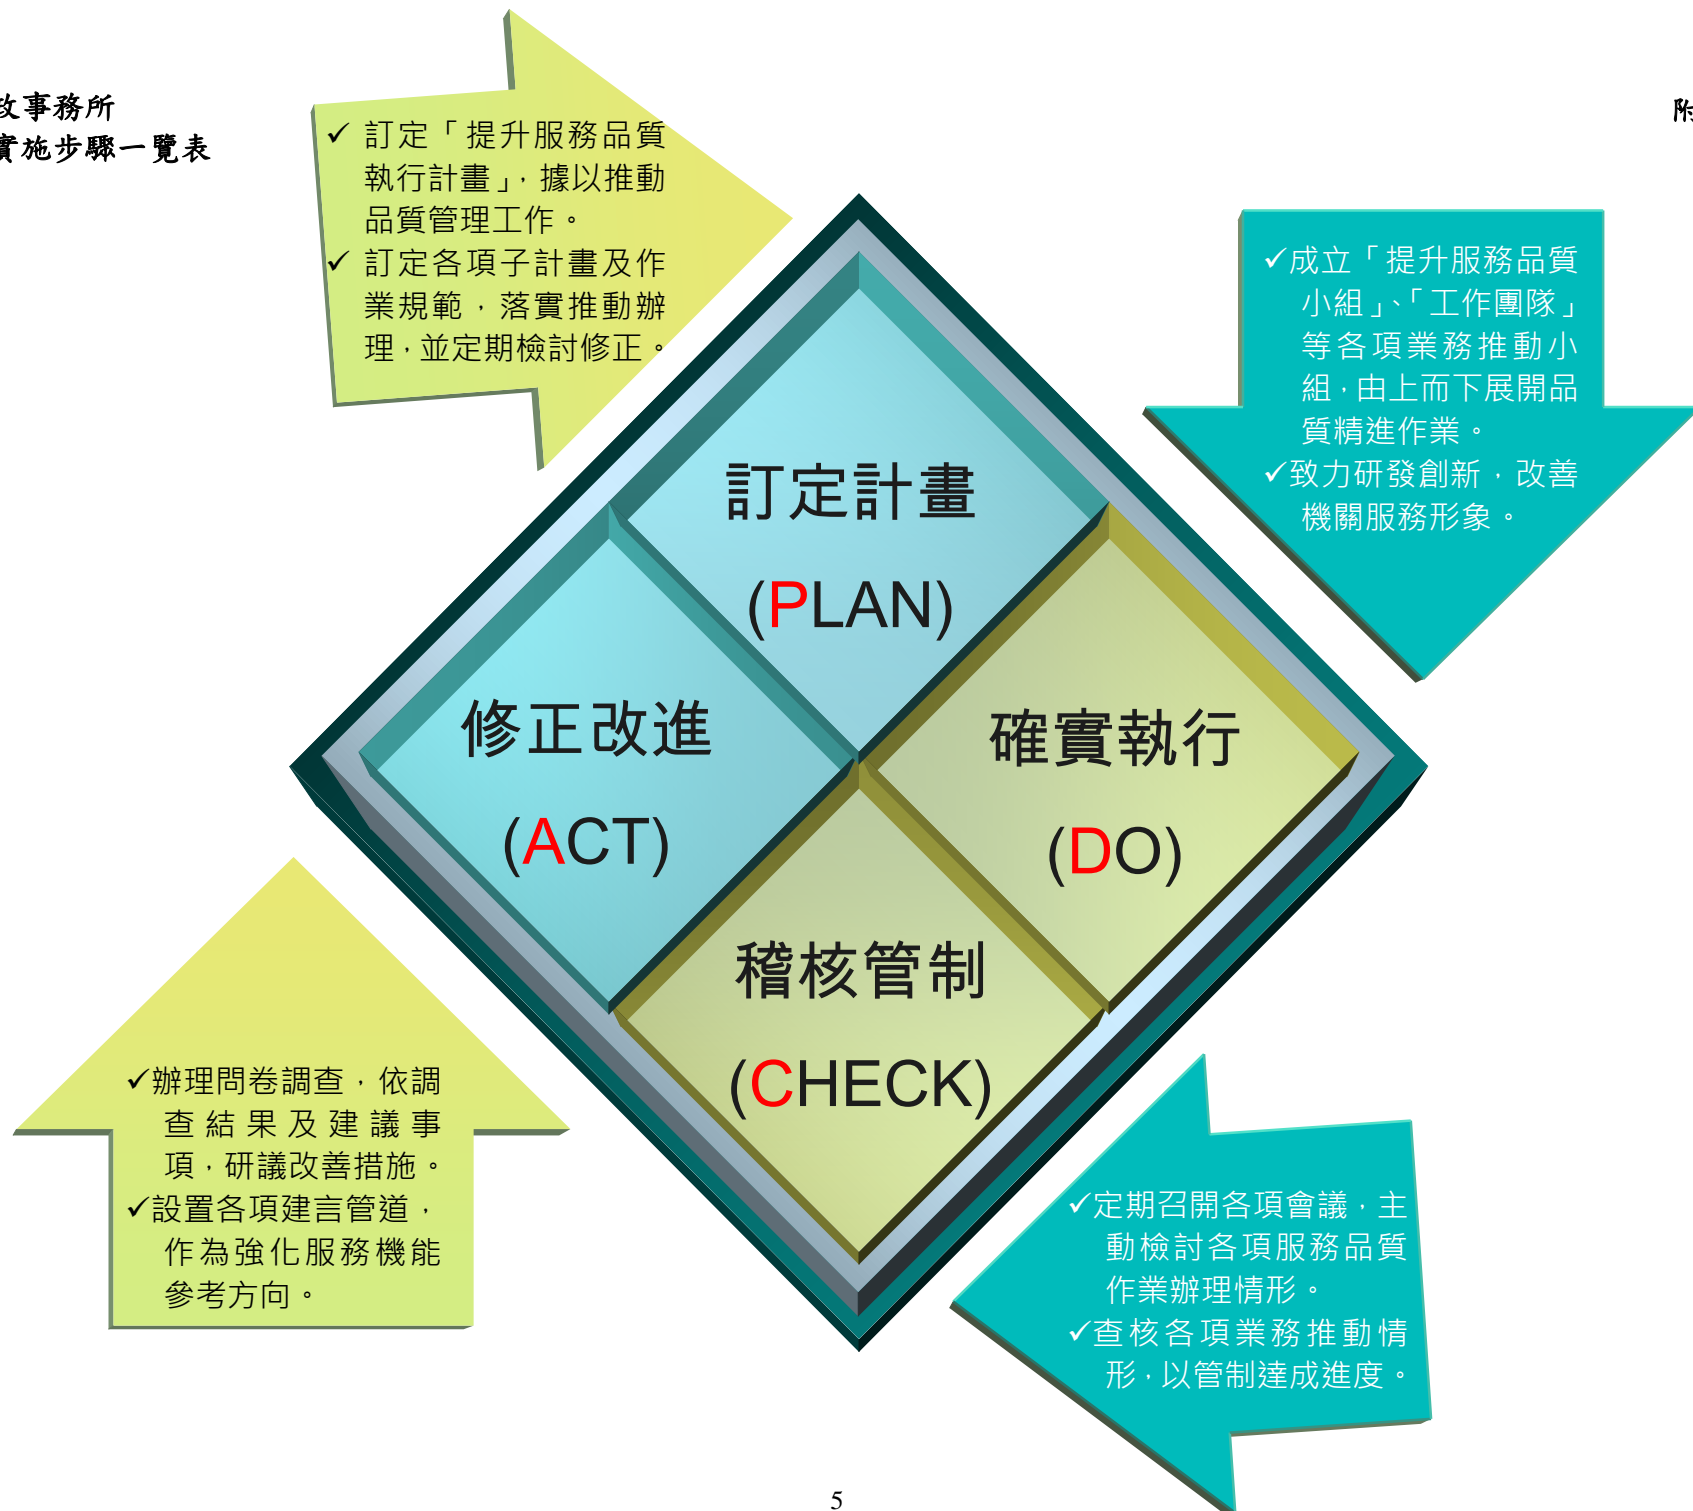 政事務所
實施步驟一覽表
附
✓ 訂定「提升服務品質
執行計畫」，據以推動
品質管理工作。
✓ 訂定各項子計畫及作
業規範，落實推動辦
理，並定期檢討修正。
✓成立「提升服務品質
小組」、「工作團隊」
等各項業務推動小
組，由上而下展開品
質精進作業。
✓致力研發創新，改善
機關服務形象。
訂定計畫
(PLAN)
修正改進
(ACT)
確實執行
(DO)
稽核管制
(CHECK)
✓辦理問卷調查，依調
查結果及建議事
項，研議改善措施。
✓設置各項建言管道，
作為強化服務機能
參考方向。
✓定期召開各項會議，主
動檢討各項服務品質
作業辦理情形。
✓查核各項業務推動情
形，以管制達成進度。
5